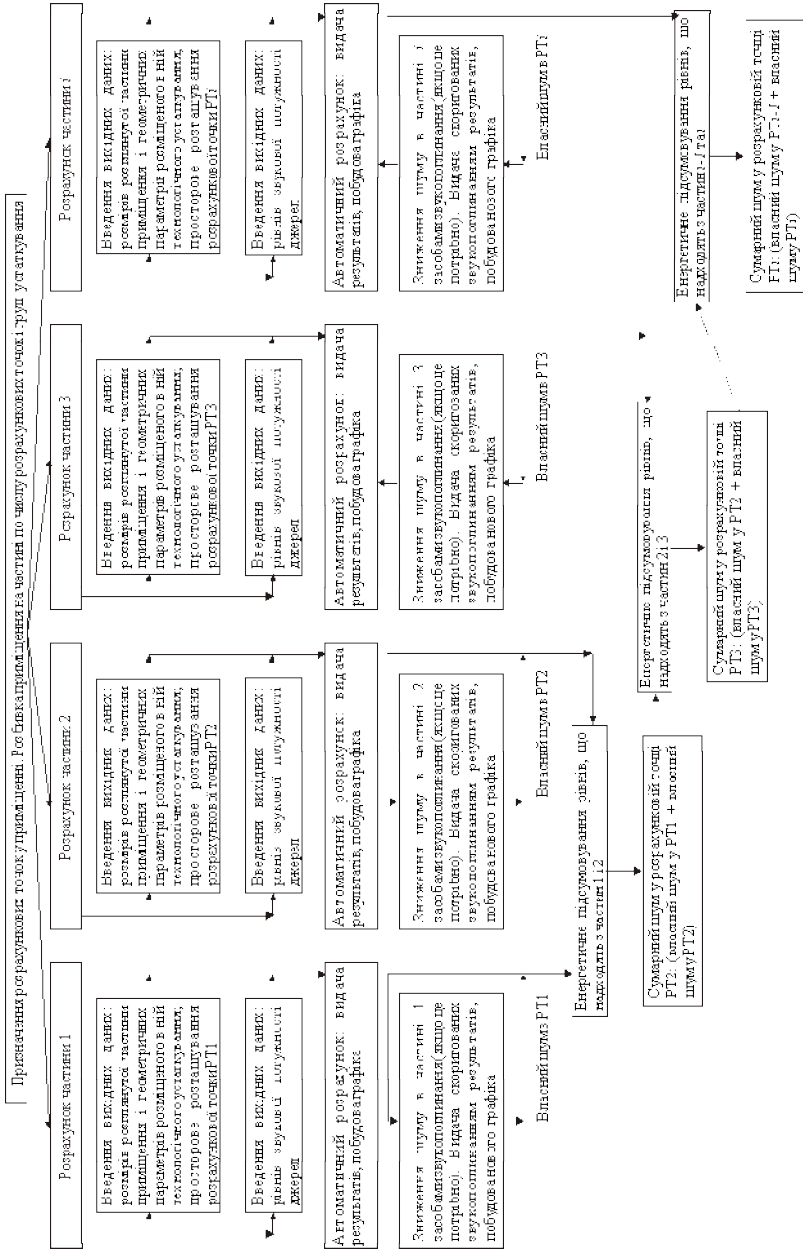 Призначення розрахункових точок у приміщенні. Розбивка приміщення на частини по числу розрахункових точок і груп устаткування
Розрахунок частини 1
Введення вихідних даних:
розмірів розглянутої частини
приміщення і геометричних
параметрів розміщеного в ній
технологічного устаткування,
просторове розташування
розрахункової точки РТ1
Введення вихідних даних:
рівнів звукової потужності
джерел
Автоматичний розрахунок: видача
результатів, побудова графіка
Зниження шуму в частині 1
засобами звукопоглинання (якщо це
потрібно). Видача скоригованих
звукопоглинанням результатів,
побудованого графіка
Власний шум в РТ1
Розрахунок частини 2
Введення вихідних даних:
розмірів розглянутої частини
приміщення і геометричних
параметрів розміщеного в ній
технологічного устаткування,
просторове розташування
розрахункової точки РТ2
Введення вихідних даних:
рівнів звукової потужності
джерел
Автоматичний розрахунок: видача
результатів, побудова графіка
Зниження шуму в частині 2
засобами звукопоглинання (якщо це
потрібно). Видача скоригованих
звукопоглинанням результатів,
побудованого графіка
Власний шум в РТ2
Енергетичне підсумовування рівнів, що
надходять з частин 1 і 2
Сумарний шум у розрахунковій точці
РТ2: (власний шум у РТ1 + власний
шум у РТ2)
Розрахунок частини 3
Введення вихідних даних:
розмірів розглянутої частини
приміщення і геометричних
параметрів розміщеного в ній
технологічного устаткування,
просторове розташування
розрахункової точки РТ3
Введення вихідних даних:
рівнів звукової потужності
джерел
Автоматичний розрахунок: видача
результатів, побудова графіка
Зниження шуму в частині 3
засобами звукопоглинання (якщо це
потрібно). Видача скоригованих
звукопоглинанням результатів,
побудованого графіка
Власний шум в РТ3
Енергетичне підсумовування рівнів, що
надходять з частин 2 і 3
Сумарний шум у розрахунковій точці
РТ3: (власний шум у РТ2 + власний
шум у РТ3)
Розрахунок частини i
Введення вихідних даних:
розмірів розглянутої частини
приміщення і геометричних
параметрів розміщеного в ній
технологічного устаткування,
просторове розташування
розрахункової точки РТi
Введення вихідних даних:
рівнів звукової потужності
джерел
Автоматичний розрахунок: видача
результатів, побудова графіка
Зниження шуму в частині i
засобами звукопоглинання (якщо це
потрібно). Видача скоригованих
звукопоглинанням результатів,
побудованого графіка
Власний шум в РТi
Енергетичне підсумовування рівнів, що
надходять з частин i-1 та i
Сумарний шум у розрахунковій точці
РТi: (власний шум у РТi-1 + власний
шум у РТi)